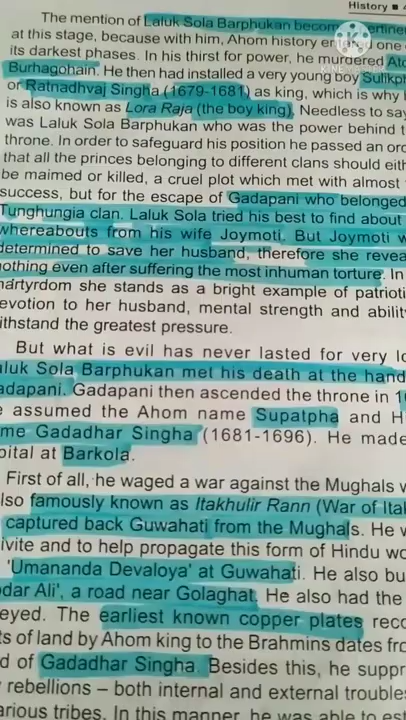 History ■
The mention of Laluk Sola Barphukan
at this stage, because with him, Ahom history one
its darkest phases. In his thirst for power, he murdered
Burhagohain. He then had installed a very young boy
or Ratnadhvaj Singha (1679-1681) as king, which is why
is also known as Lora Raja (the boy king). Needless to say
was Laluk Sola Barphukan who was the power behind
throne. In order to safeguard his position he passed an
that all the princes belonging to different clans should
be maimed or killed, a cruel plot which met with almost
success, but for the escape of Gadapani who belonged
Tunghungia clan. Laluk Sola tried his best to find about
whereabouts from his wife Joymoti. But Joymoti
determined to save her husband, therefore she
nothing even after suffering the most inhuman torture. In
martyrdom she stands as a bright example of
evotion to her husband, mental strength and
ithstand the greatest pressure.
But what is evil has never lasted for very
aluk Sola Barphukan met his death at the
adapani. Gadapani then ascended the throne in
assumed the Ahom name Supatpha and H
me Gadadhar Singha (1681-1696). He made
pital at Barkola.
First of all, he waged a war against the Mughals
lso famously known as Itakhulir Rann (War of Ita
captured back Guwahati from the Mughals. He
ivite and to help propagate this form of Hindu
'Umananda Devaloya' at Guwahati. He also
dar Ali', a road near Golaghat. He also had the
eyed. The earliest known copper plates
s of land by Ahom king to the Brahmins dates
d of Gadadhar Singha. Besides this, he
rebellions – both internal and external
arious tribes. In this manner, he was able to